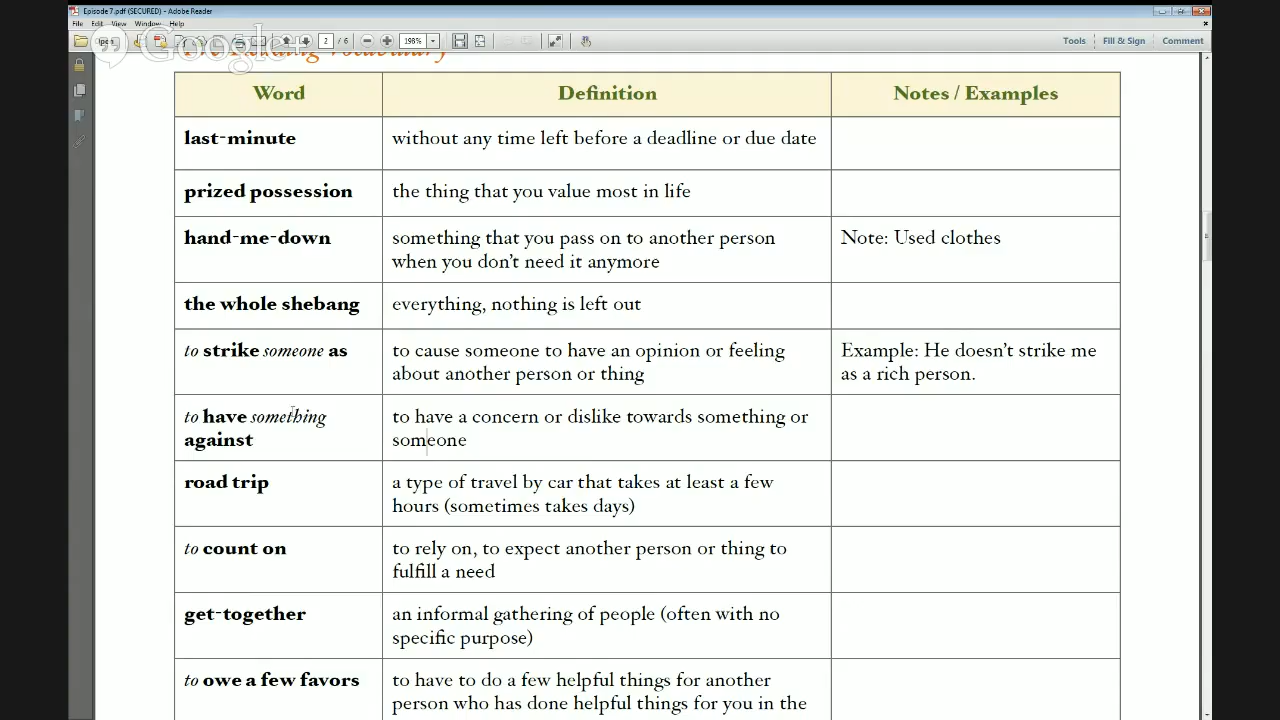 Episode 7.pdf (SECURED) - Adobe Reader
File Edit View Window Help
Open 2 / 6 198% Tools Fill & Sign Comment
Google+
Vocabulary
Word Definition Notes / Examples
last-minute without any time left before a deadline or due date
prized possession the thing that you value most in life
hand-me-down something that you pass on to another person Note: Used clothes
when you don't need it anymore
the whole shebang everything, nothing is left out
to strike someone as to cause someone to have an opinion or feeling Example: He doesn't strike me
about another person or thing as a rich person.
to have something to have a concern or dislike towards something or
against someone
road trip a type of travel by car that takes at least a few
hours (sometimes takes days)
to count on to rely on, to expect another person or thing to
fulfill a need
get-together an informal gathering of people (often with no
specific purpose)
to owe a few favors to have to do a few helpful things for another
person who has done helpful things for you in the